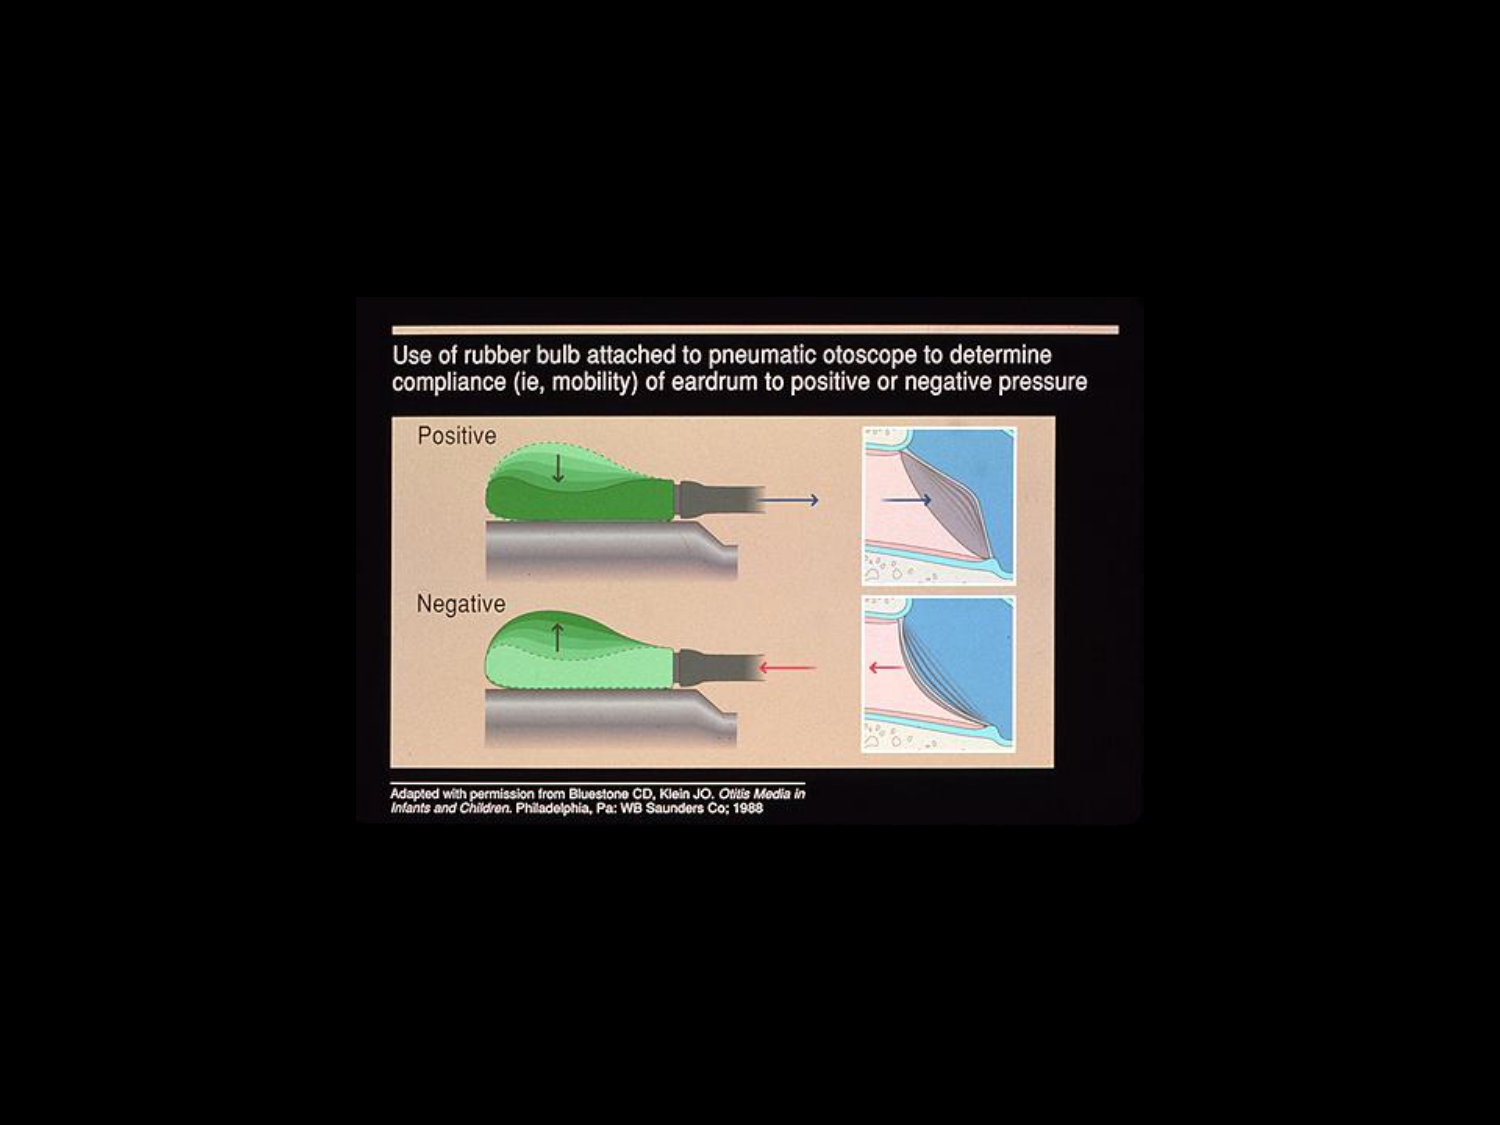 Use of rubber bulb attached to pneumatic otoscope to determine
compliance (ie, mobility) of eardrum to positive or negative pressure
Positive
Negative
Adapted with permission from Bluestone CD, Klein JO. Otitis Media in
Infants and Children. Philadelphia, Pa: WB Saunders Co; 1988